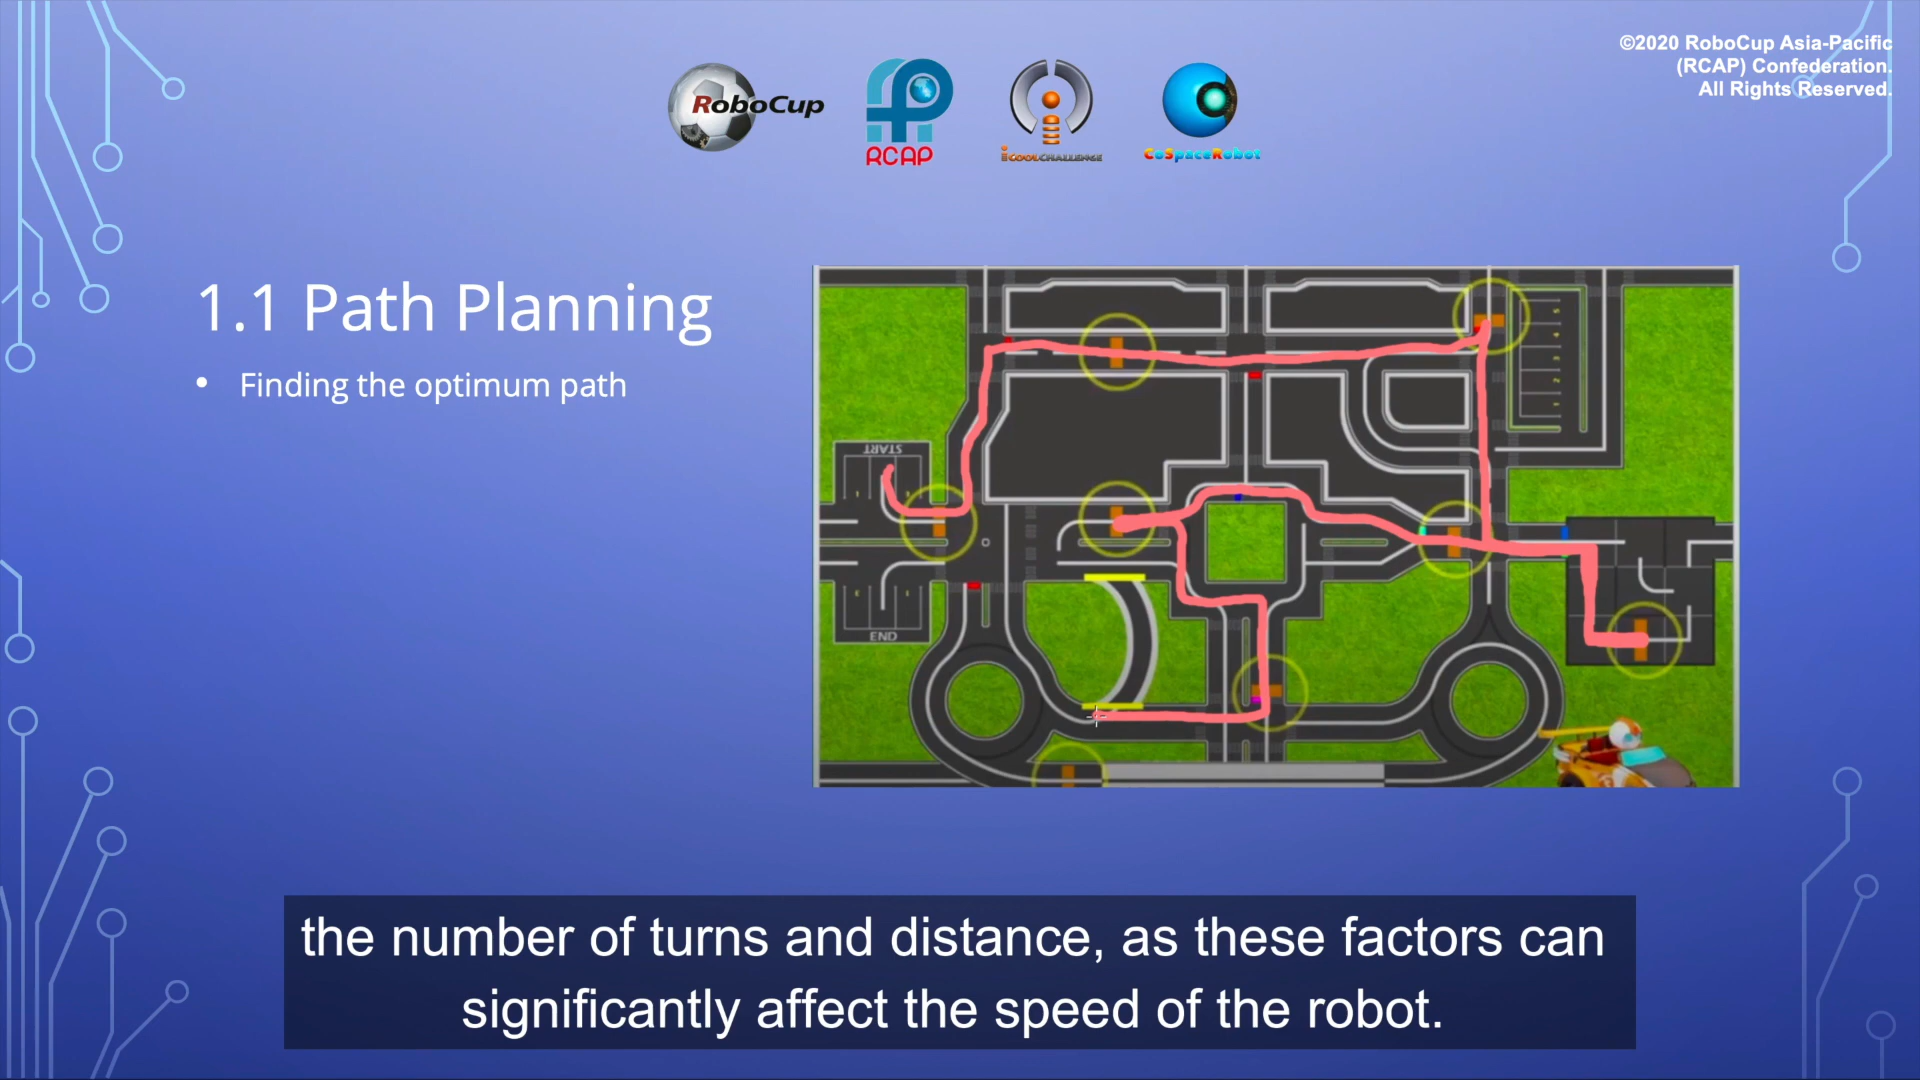 ©2020 RoboCup Asia-Pacific
(RCAP) Confederation.
All Rights Reserved.
RoboCup
RCAP
iCOOLCHALLENGE
CoSpaceRobot
1.1 Path Planning
• Finding the optimum path
START
END
the number of turns and distance, as these factors can
significantly affect the speed of the robot.